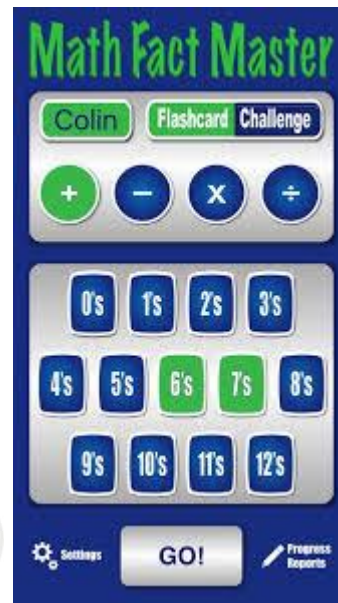 Math Fact Master
Colin Flashcard Challenge
+ − x ÷
0's 1's 2's 3's
4's 5's 6's 7's 8's
9's 10's 11's 12's
Settings GO! Progress
Reports